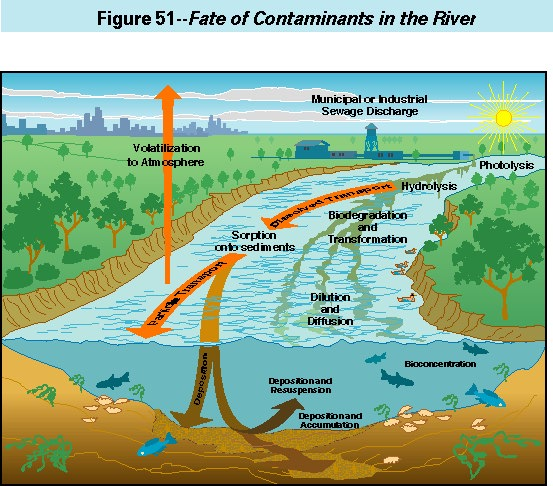 Figure 51--Fate of Contaminants in the River
Municipal or Industrial
Sewage Discharge
Volatilization
to Atmosphere
Photolysis
Hydrolysis
Dissolved Transport
Biodegradation
and
Transformation
Sorption
onto sediments
Particle Transport
Dilution
and
Diffusion
Deposition
Bioconcentration
Deposition and
Resuspension
Deposition and
Accumulation